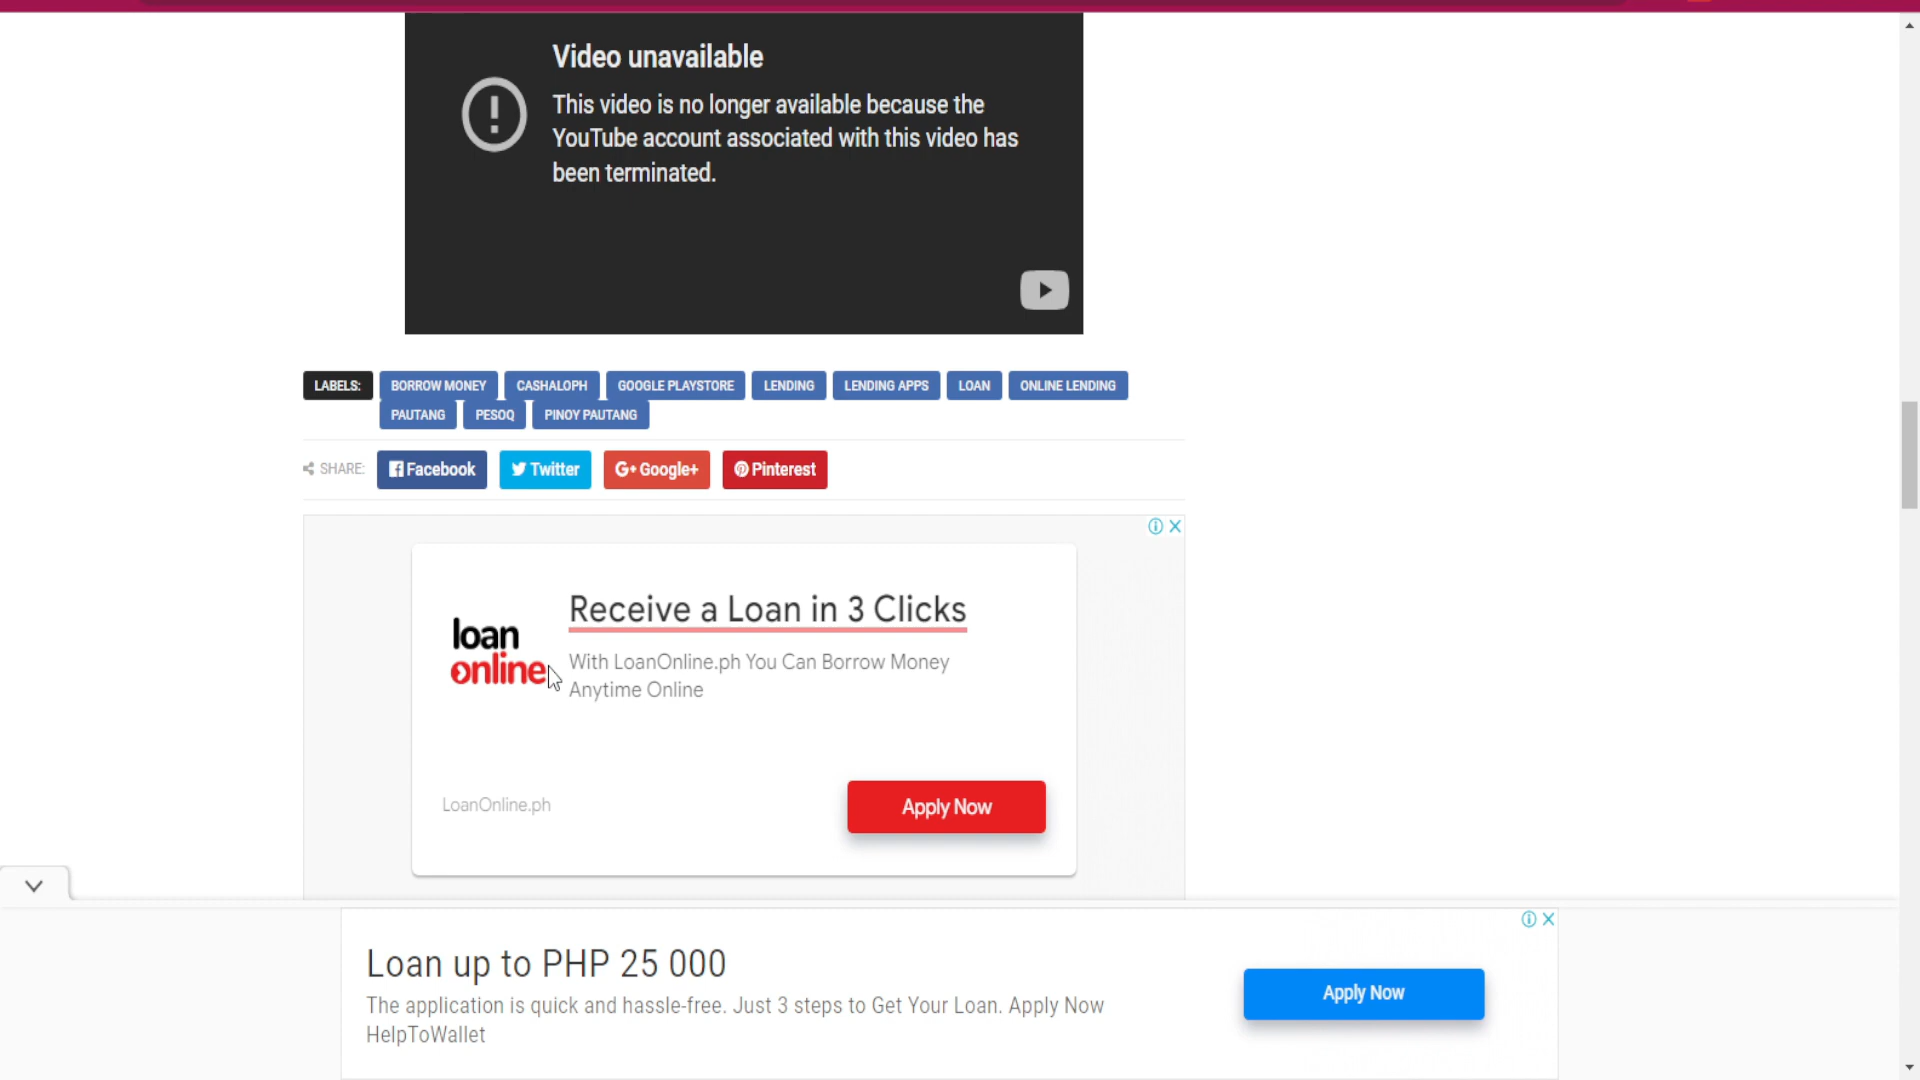 Video unavailable
This video is no longer available because the
YouTube account associated with this video has
been terminated.
LABELS: BORROW MONEY CASHALOPH GOOGLE PLAYSTORE LENDING LENDING APPS LOAN ONLINE LENDING
PAUTANG PESOQ PINOY PAUTANG
SHARE: Facebook Twitter G+ Google+ Pinterest
Receive a Loan in 3 Clicks
loan
online
With LoanOnline.ph You Can Borrow Money
Anytime Online
LoanOnline.ph
Apply Now
Loan up to PHP 25 000
The application is quick and hassle-free. Just 3 steps to Get Your Loan. Apply Now
HelpToWallet
Apply Now